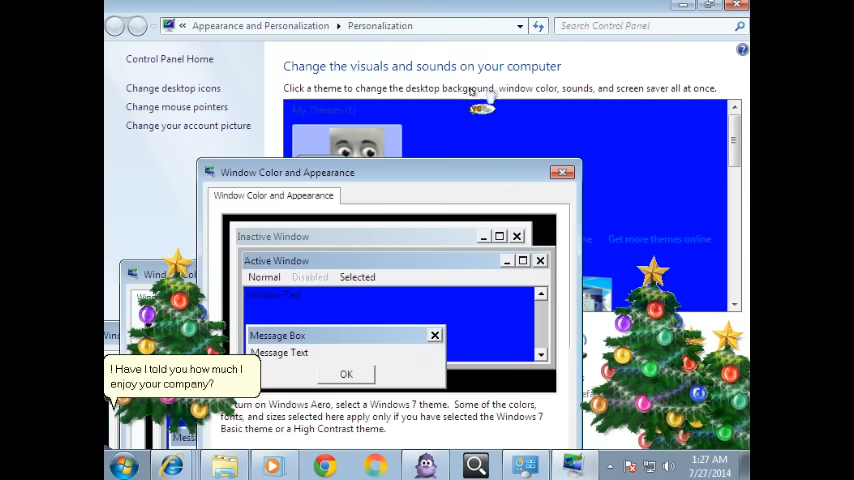 « Appearance and Personalization ▸ Personalization
Search Control Panel
Control Panel Home
Change desktop icons
Change mouse pointers
Change your account picture
Change the visuals and sounds on your computer
Click a theme to change the desktop background, window color, sounds, and screen saver all at once.
My Themes (1)
Get more themes online
Window Color and Appearance
Window Color and Appearance
Inactive Window
Active Window
Normal Disabled Selected
Window Text
Message Box
Message Text
OK
! Have I told you how much I
enjoy your company?
turn on Windows Aero, select a Windows 7 theme. Some of the colors,
fonts, and sizes selected here apply only if you have selected the Windows 7
Basic theme or a High Contrast theme.
1:27 AM
7/27/2014